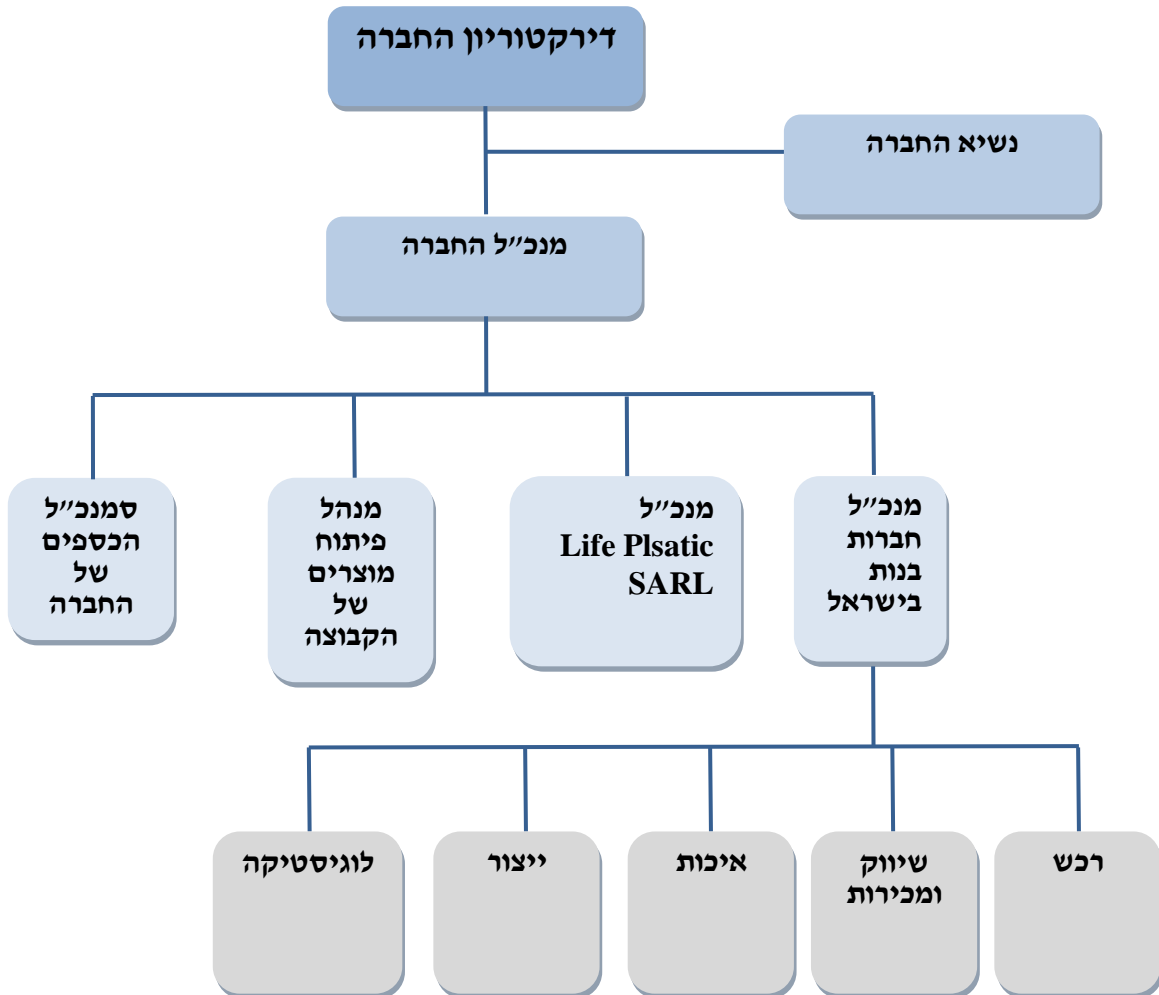 דירקטוריון החברה
נשיא החברה
מנכ״ל החברה
מנכ״ל
חברות
בנות
בישראל
מנכ״ל
Life Plsatic
SARL
מנהל
פיתוח
מוצרים
של
הקבוצה
סמנכ״ל
הכספים
של
החברה
רכש
שיווק
ומכירות
איכות
ייצור
לוגיסטיקה